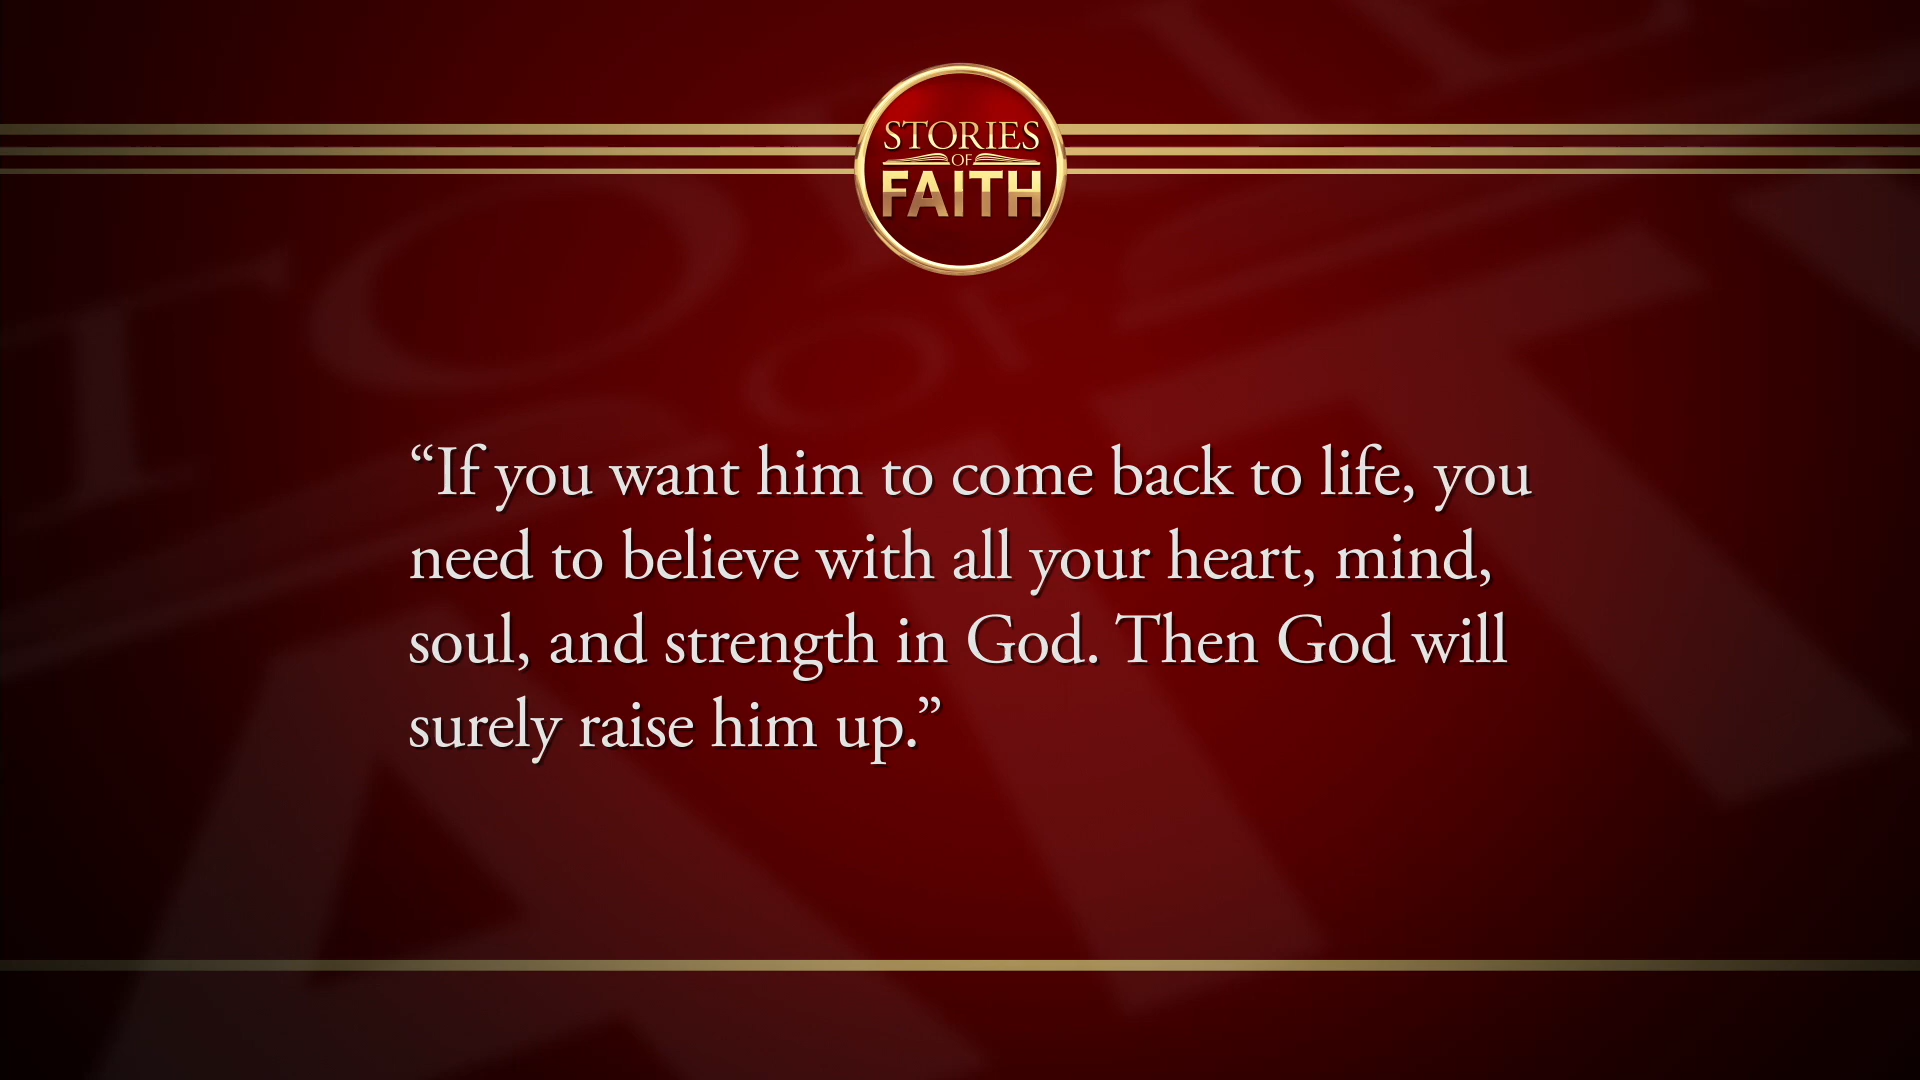 STORIES
OF
FAITH
“If you want him to come back to life, you
need to believe with all your heart, mind,
soul, and strength in God. Then God will
surely raise him up.”